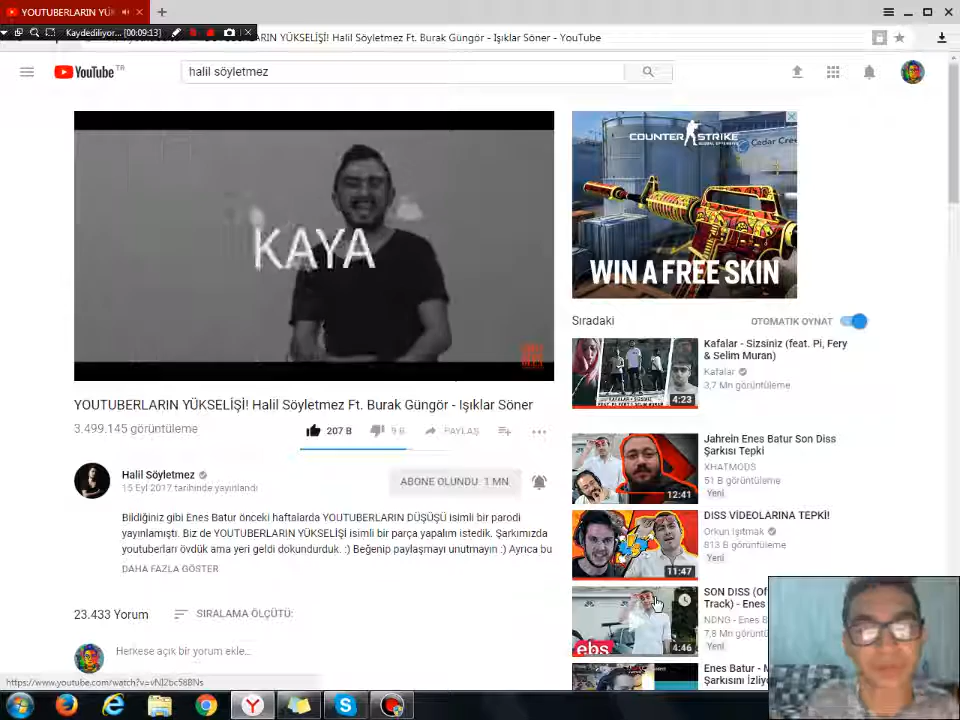 YOUTUBERLARIN YÜK
Kaydediliyor... [00:09:13]
ARIN YÜKSELİŞİ! Halil Söyletmez Ft. Burak Güngör - Işıklar Söner - YouTube
YouTube TR
halil söyletmez
KAYA
COUNTER STRIKE
GLOBAL OFFENSIVE
Cedar Cree
WIN A FREE SKIN
Sıradaki
OTOMATIK OYNAT
Kafalar - Sizsiniz (feat. Pi, Fery
& Selim Muran)
Kafalar
3,7 Mn görüntüleme
4:23
YOUTUBERLARIN YÜKSELİŞİ! Halil Söyletmez Ft. Burak Güngör - Işıklar Söner
3.499.145 görüntüleme
207 B
9 B
PAYLAŞ
Jahrein Enes Batur Son Diss
Şarkısı Tepki
XHATMODS
51 B görüntüleme
Yeni
12:41
Halil Söyletmez
15 Eyl 2017 tarihinde yayınlandı
ABONE OLUNDU 1 MN
Bildiğiniz gibi Enes Batur önceki haftalarda YOUTUBERLARIN DÜŞÜŞÜ isimli bir parodi
yayınlamıştı. Biz de YOUTUBERLARIN YÜKSELİŞİ isimli bir parça yapalım istedik. Şarkımızda
youtuberları övdük ama yeri geldi dokundurduk. :) Beğenip paylaşmayı unutmayın :) Ayrıca bu
DAHA FAZLA GÖSTER
DISS VİDEOLARINA TEPKİ!
Orkun Işıtmak
813 B görüntüleme
Yeni
11:47
SON DISS (Of
Track) - Enes
NDNG - Enes B
7,8 Mn görüntü
Yeni
ebs
4:46
23.433 Yorum
SIRALAMA ÖLÇÜTÜ:
Herkese açık bir yorum ekle...
Enes Batur - M
Şarkısını İzliyo
https://www.youtube.com/watch?v=vNI2bc58BNs